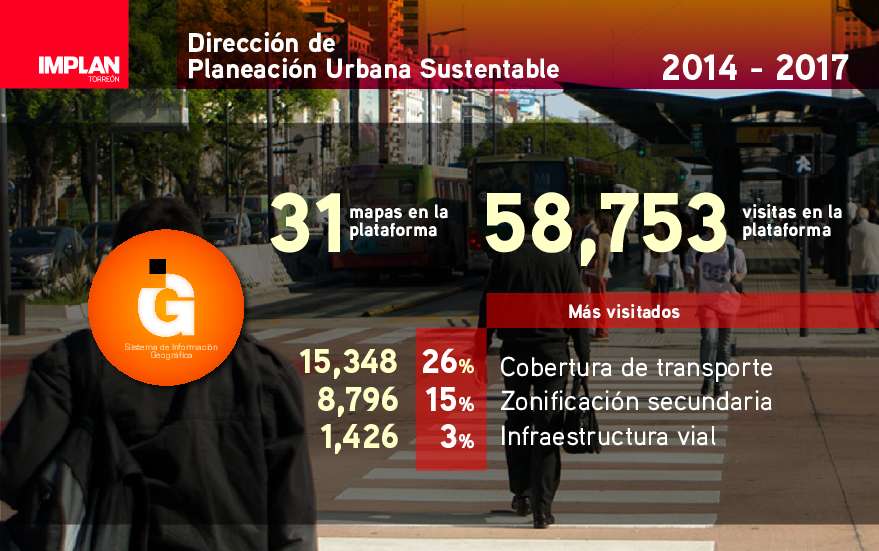 IMPLAN
TORREÓN
Dirección de
Planeación Urbana Sustentable
2014 - 2017
31 mapas en la
plataforma
58,753 visitas en la
plataforma
G
Sistema de Información
Geográfica
Más visitados
15,348 26% Cobertura de transporte
8,796 15% Zonificación secundaria
1,426 3% Infraestructura vial